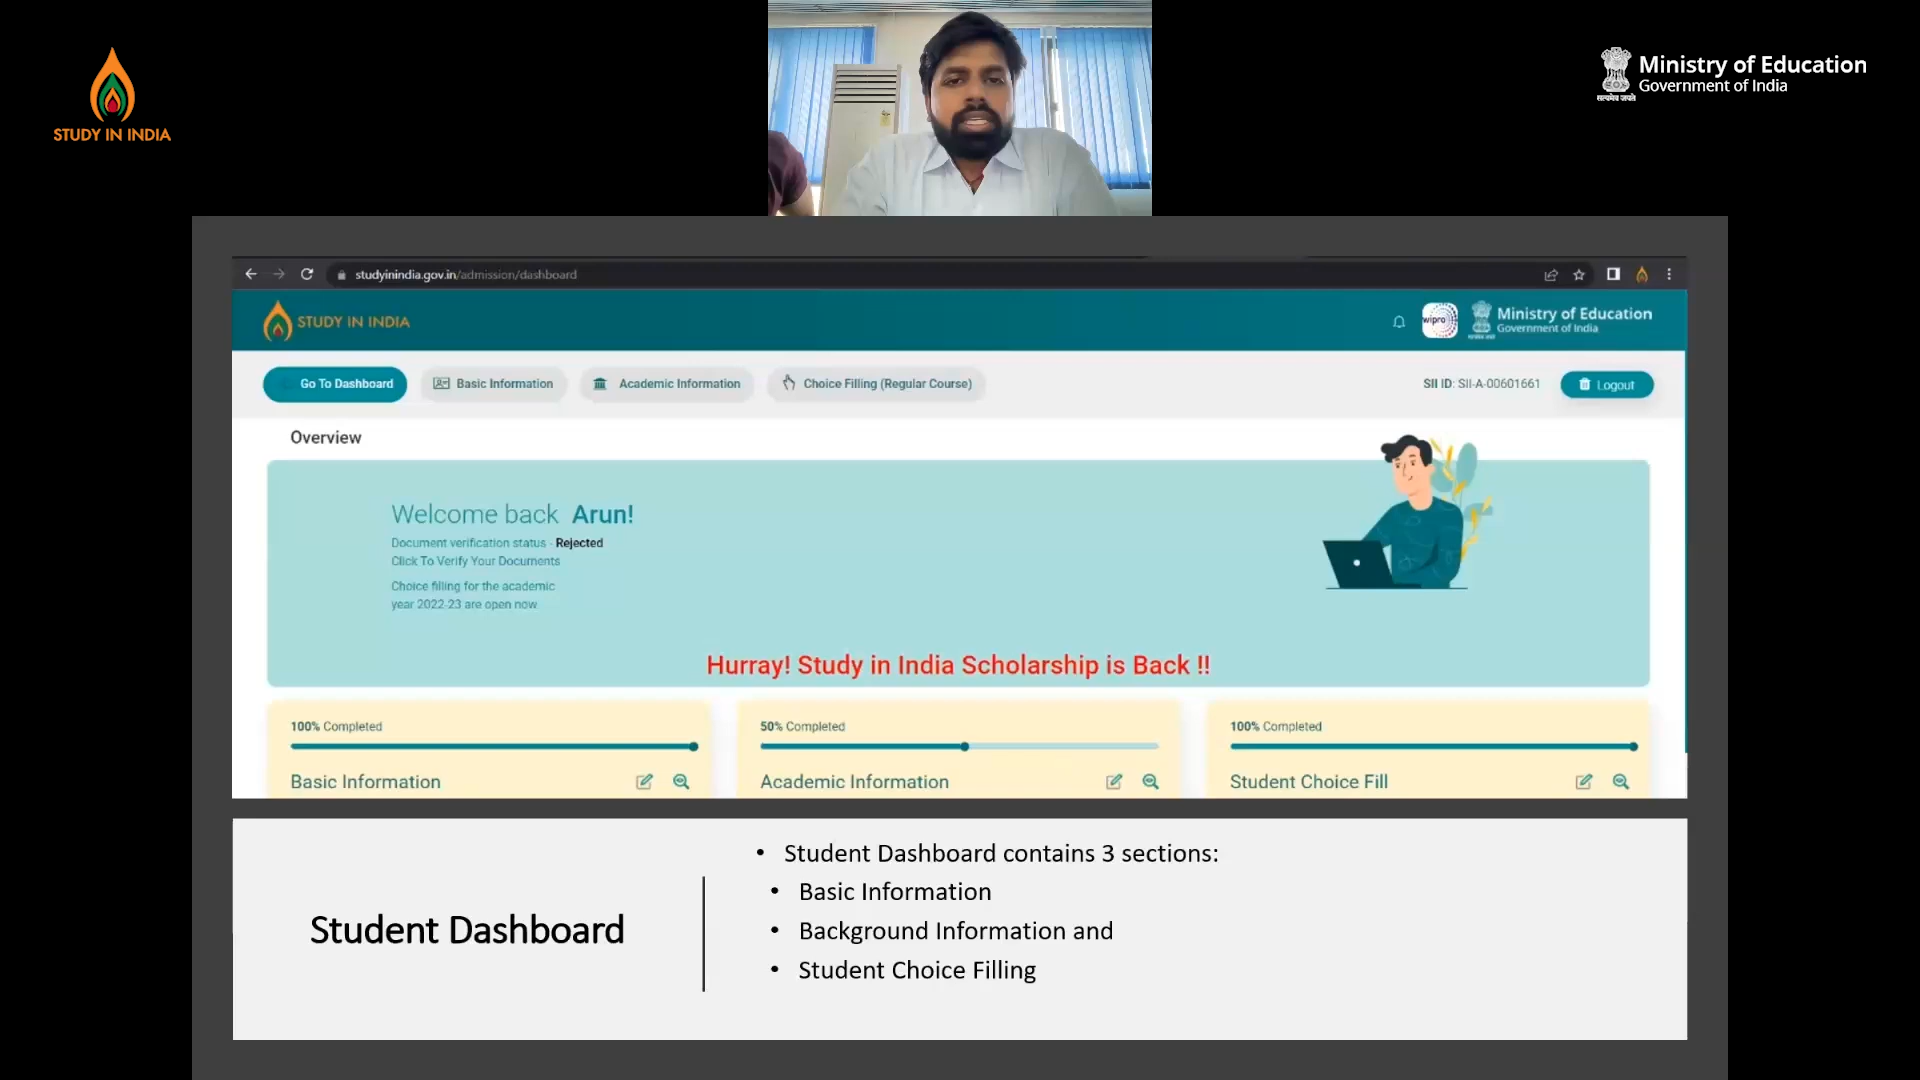 STUDY IN INDIA
Ministry of Education
Government of India
सत्यमेव जयते
studyinindia.gov.in/admission/dashboard
STUDY IN INDIA
wipro
Ministry of Education
Government of India
Go To Dashboard
Basic Information
Academic Information
Choice Filling (Regular Course)
SII ID: SII-A-00601661
Logout
Overview
Welcome back Arun!
Document verification status - Rejected
Click To Verify Your Documents
Choice filling for the academic
year 2022-23 are open now
Hurray! Study in India Scholarship is Back !!
100% Completed
Basic Information
50% Completed
Academic Information
100% Completed
Student Choice Fill
Student Dashboard
• Student Dashboard contains 3 sections:
• Basic Information
• Background Information and
• Student Choice Filling